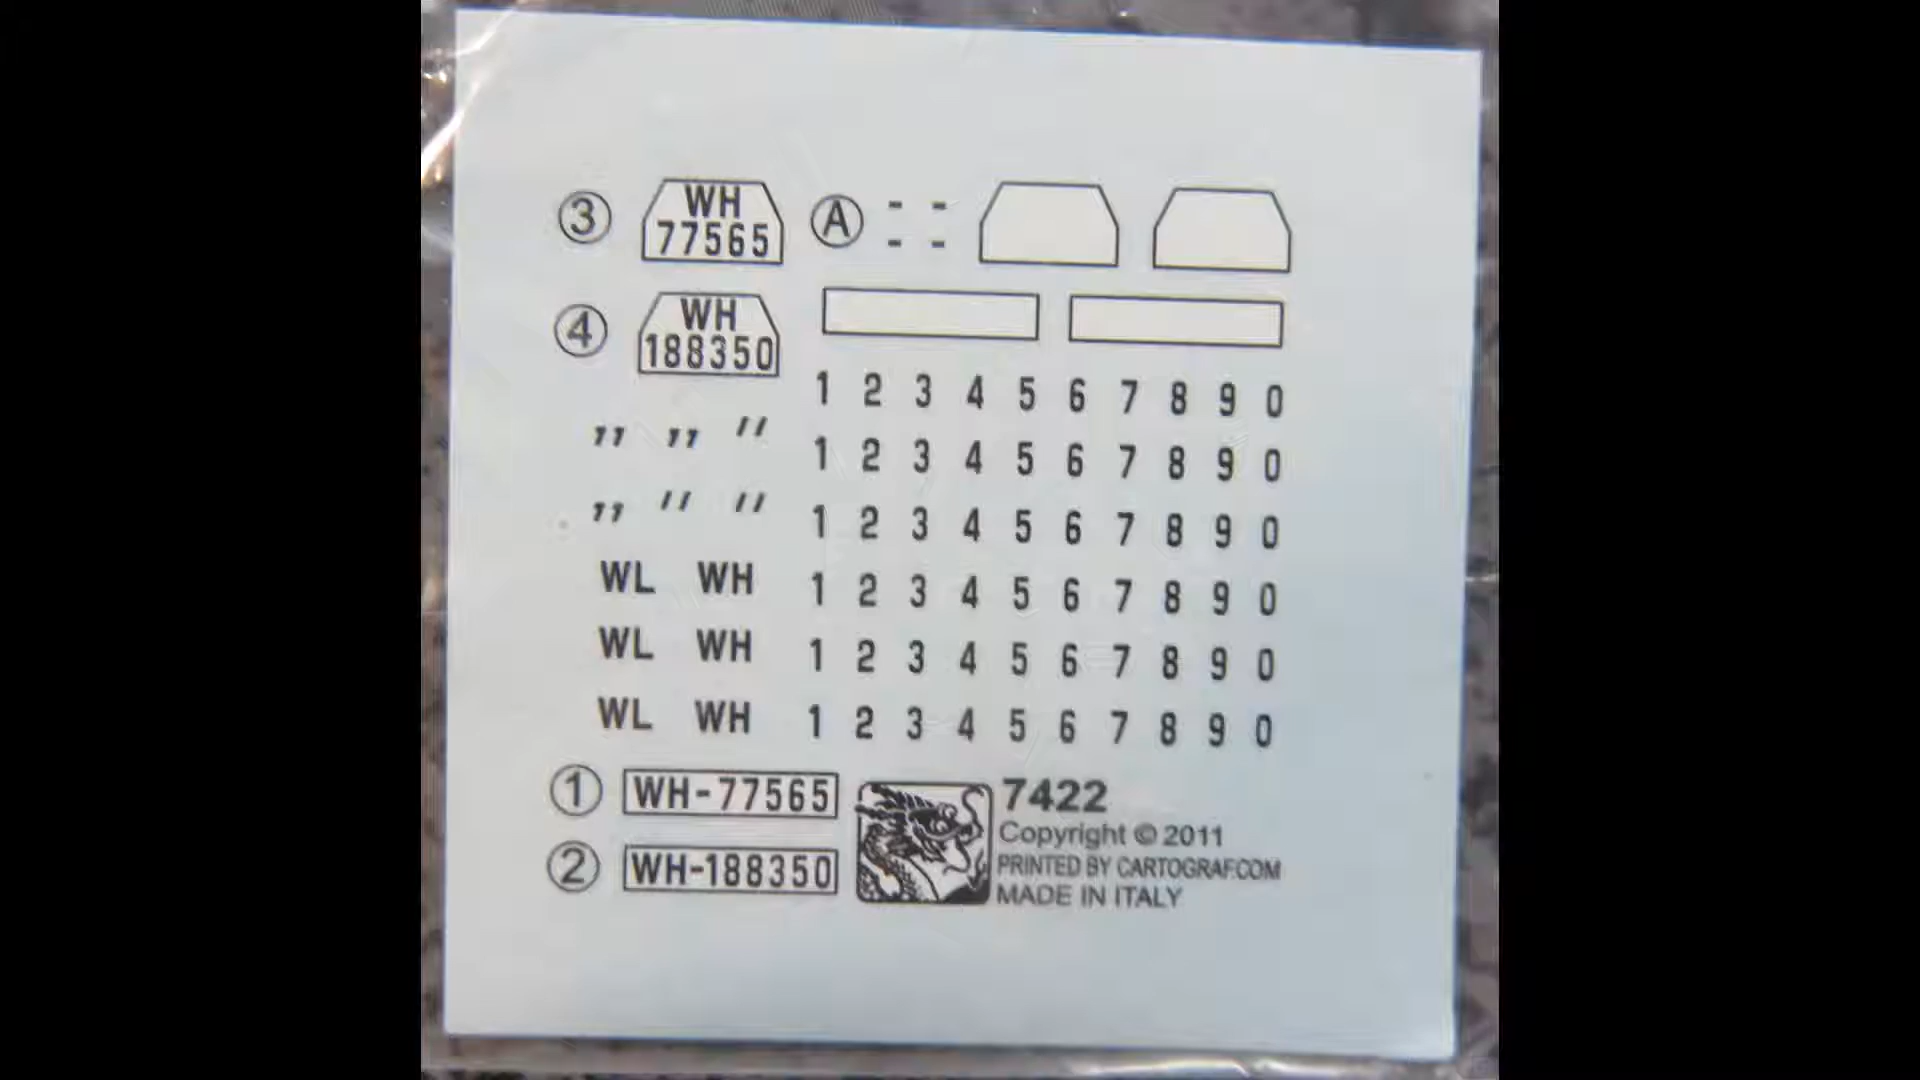 3 WH 77565 A - - - -
4 WH 188350
1 2 3 4 5 6 7 8 9 0
" " "
1 2 3 4 5 6 7 8 9 0
" " "
1 2 3 4 5 6 7 8 9 0
WL WH 1 2 3 4 5 6 7 8 9 0
WL WH 1 2 3 4 5 6 7 8 9 0
WL WH 1 2 3 4 5 6 7 8 9 0
1 WH-77565
2 WH-188350
7422
Copyright © 2011
PRINTED BY CARTOGRAF.COM
MADE IN ITALY